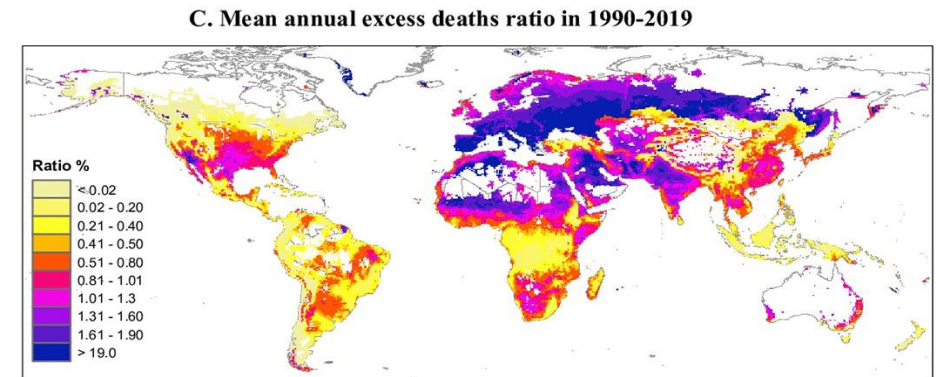 C. Mean annual excess deaths ratio in 1990-2019
Ratio %
< 0.02
0.02 - 0.20
0.21 - 0.40
0.41 - 0.50
0.51 - 0.80
0.81 - 1.01
1.01 - 1.3
1.31 - 1.60
1.61 - 1.90
> 19.0